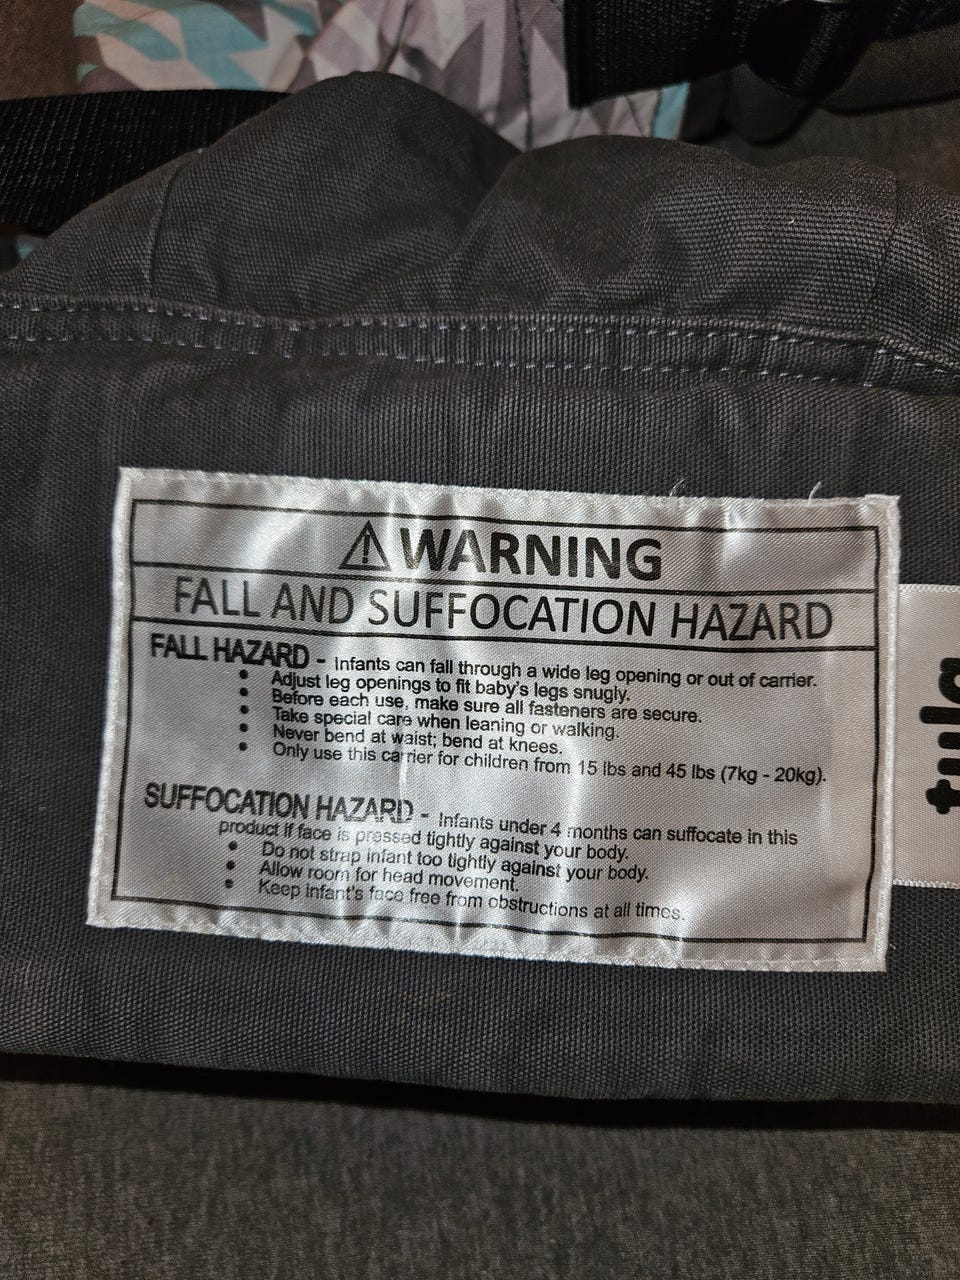 ⚠ WARNING
FALL AND SUFFOCATION HAZARD
FALL HAZARD - Infants can fall through a wide leg opening or out of carrier.
• Adjust leg openings to fit baby's legs snugly.
• Before each use, make sure all fasteners are secure.
• Take special care when leaning or walking.
• Never bend at waist; bend at knees.
• Only use this carrier for children from 15 lbs and 45 lbs (7kg - 20kg).
SUFFOCATION HAZARD - Infants under 4 months can suffocate in this
product if face is pressed tightly against your body.
• Do not strap infant too tightly against your body.
• Allow room for head movement.
• Keep infant's face free from obstructions at all times.
tula